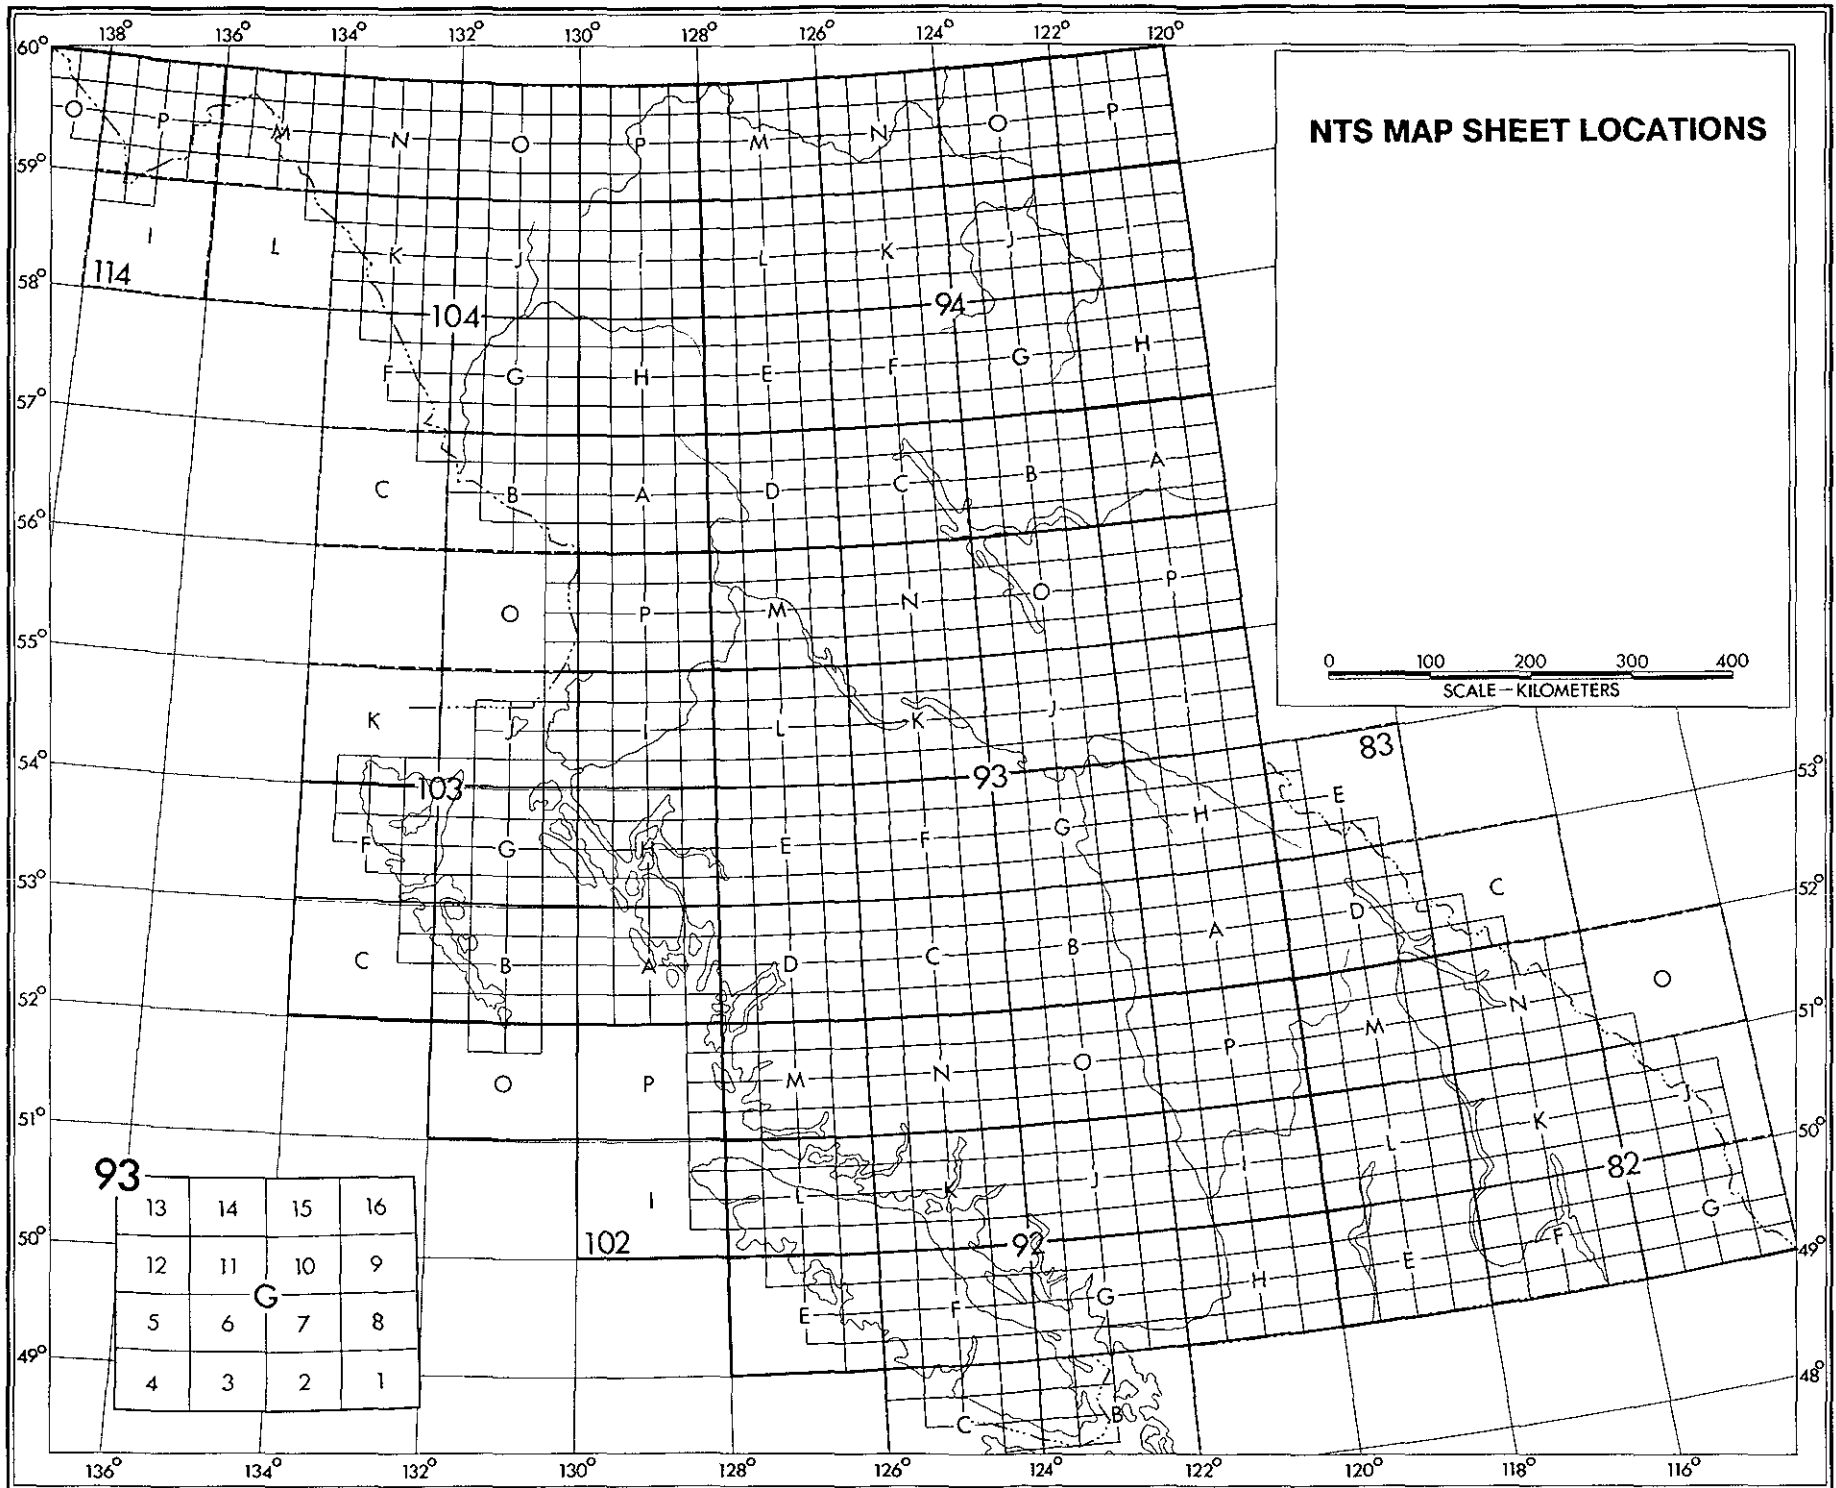 138° 136° 134° 132° 130° 128° 126° 124° 122° 120°
60°
NTS MAP SHEET LOCATIONS
O P M N O P M N O P
59°
I L K J I L K J I
58° 114 104 94
F G H E F G H
57°
C B A D C B A
56°
O P M N O P
55°
0 100 200 300 400
SCALE – KILOMETERS
K J I L K J I
54° 103 93 83 53°
F G H E F G H E
53° 52°
C B A D C B A D C
52° 51°
O P M N O P M N O
51° 50°
I L K J I L K J
50° 102 92 82 49°
E F G H E F G
49° 48°
C B
93
13 14 15 16
12 11 10 9
G
5 6 7 8
4 3 2 1
136° 134° 132° 130° 128° 126° 124° 122° 120° 118° 116°